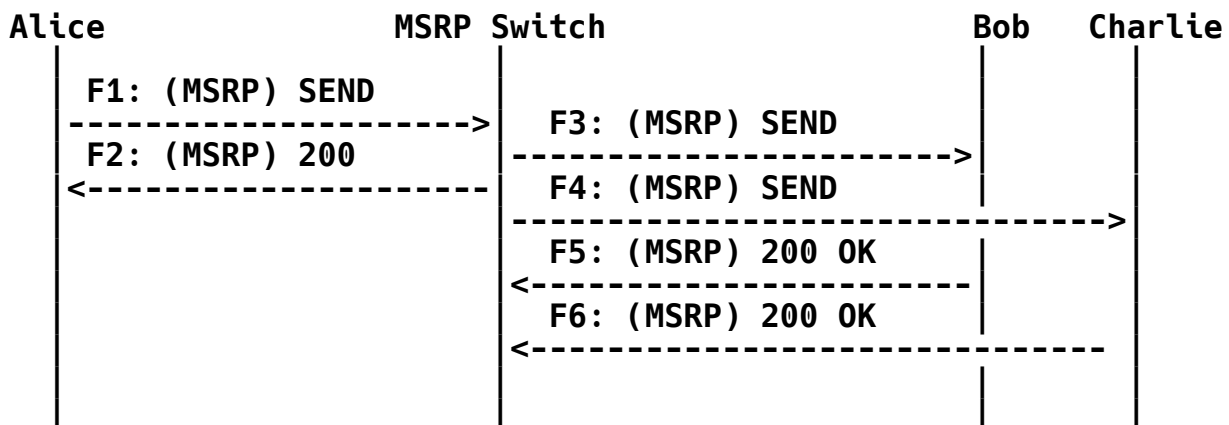 Alice MSRP Switch Bob Charlie
F1: (MSRP) SEND
F3: (MSRP) SEND
F2: (MSRP) 200
F4: (MSRP) SEND
F5: (MSRP) 200 OK
F6: (MSRP) 200 OK